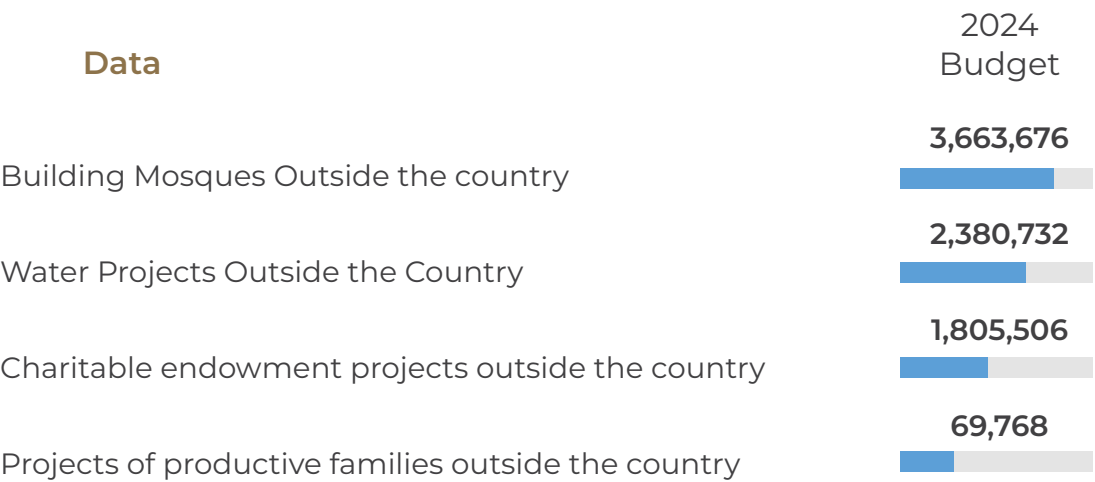 Data
2024
Budget
3,663,676
Building Mosques Outside the country
2,380,732
Water Projects Outside the Country
1,805,506
Charitable endowment projects outside the country
69,768
Projects of productive families outside the country